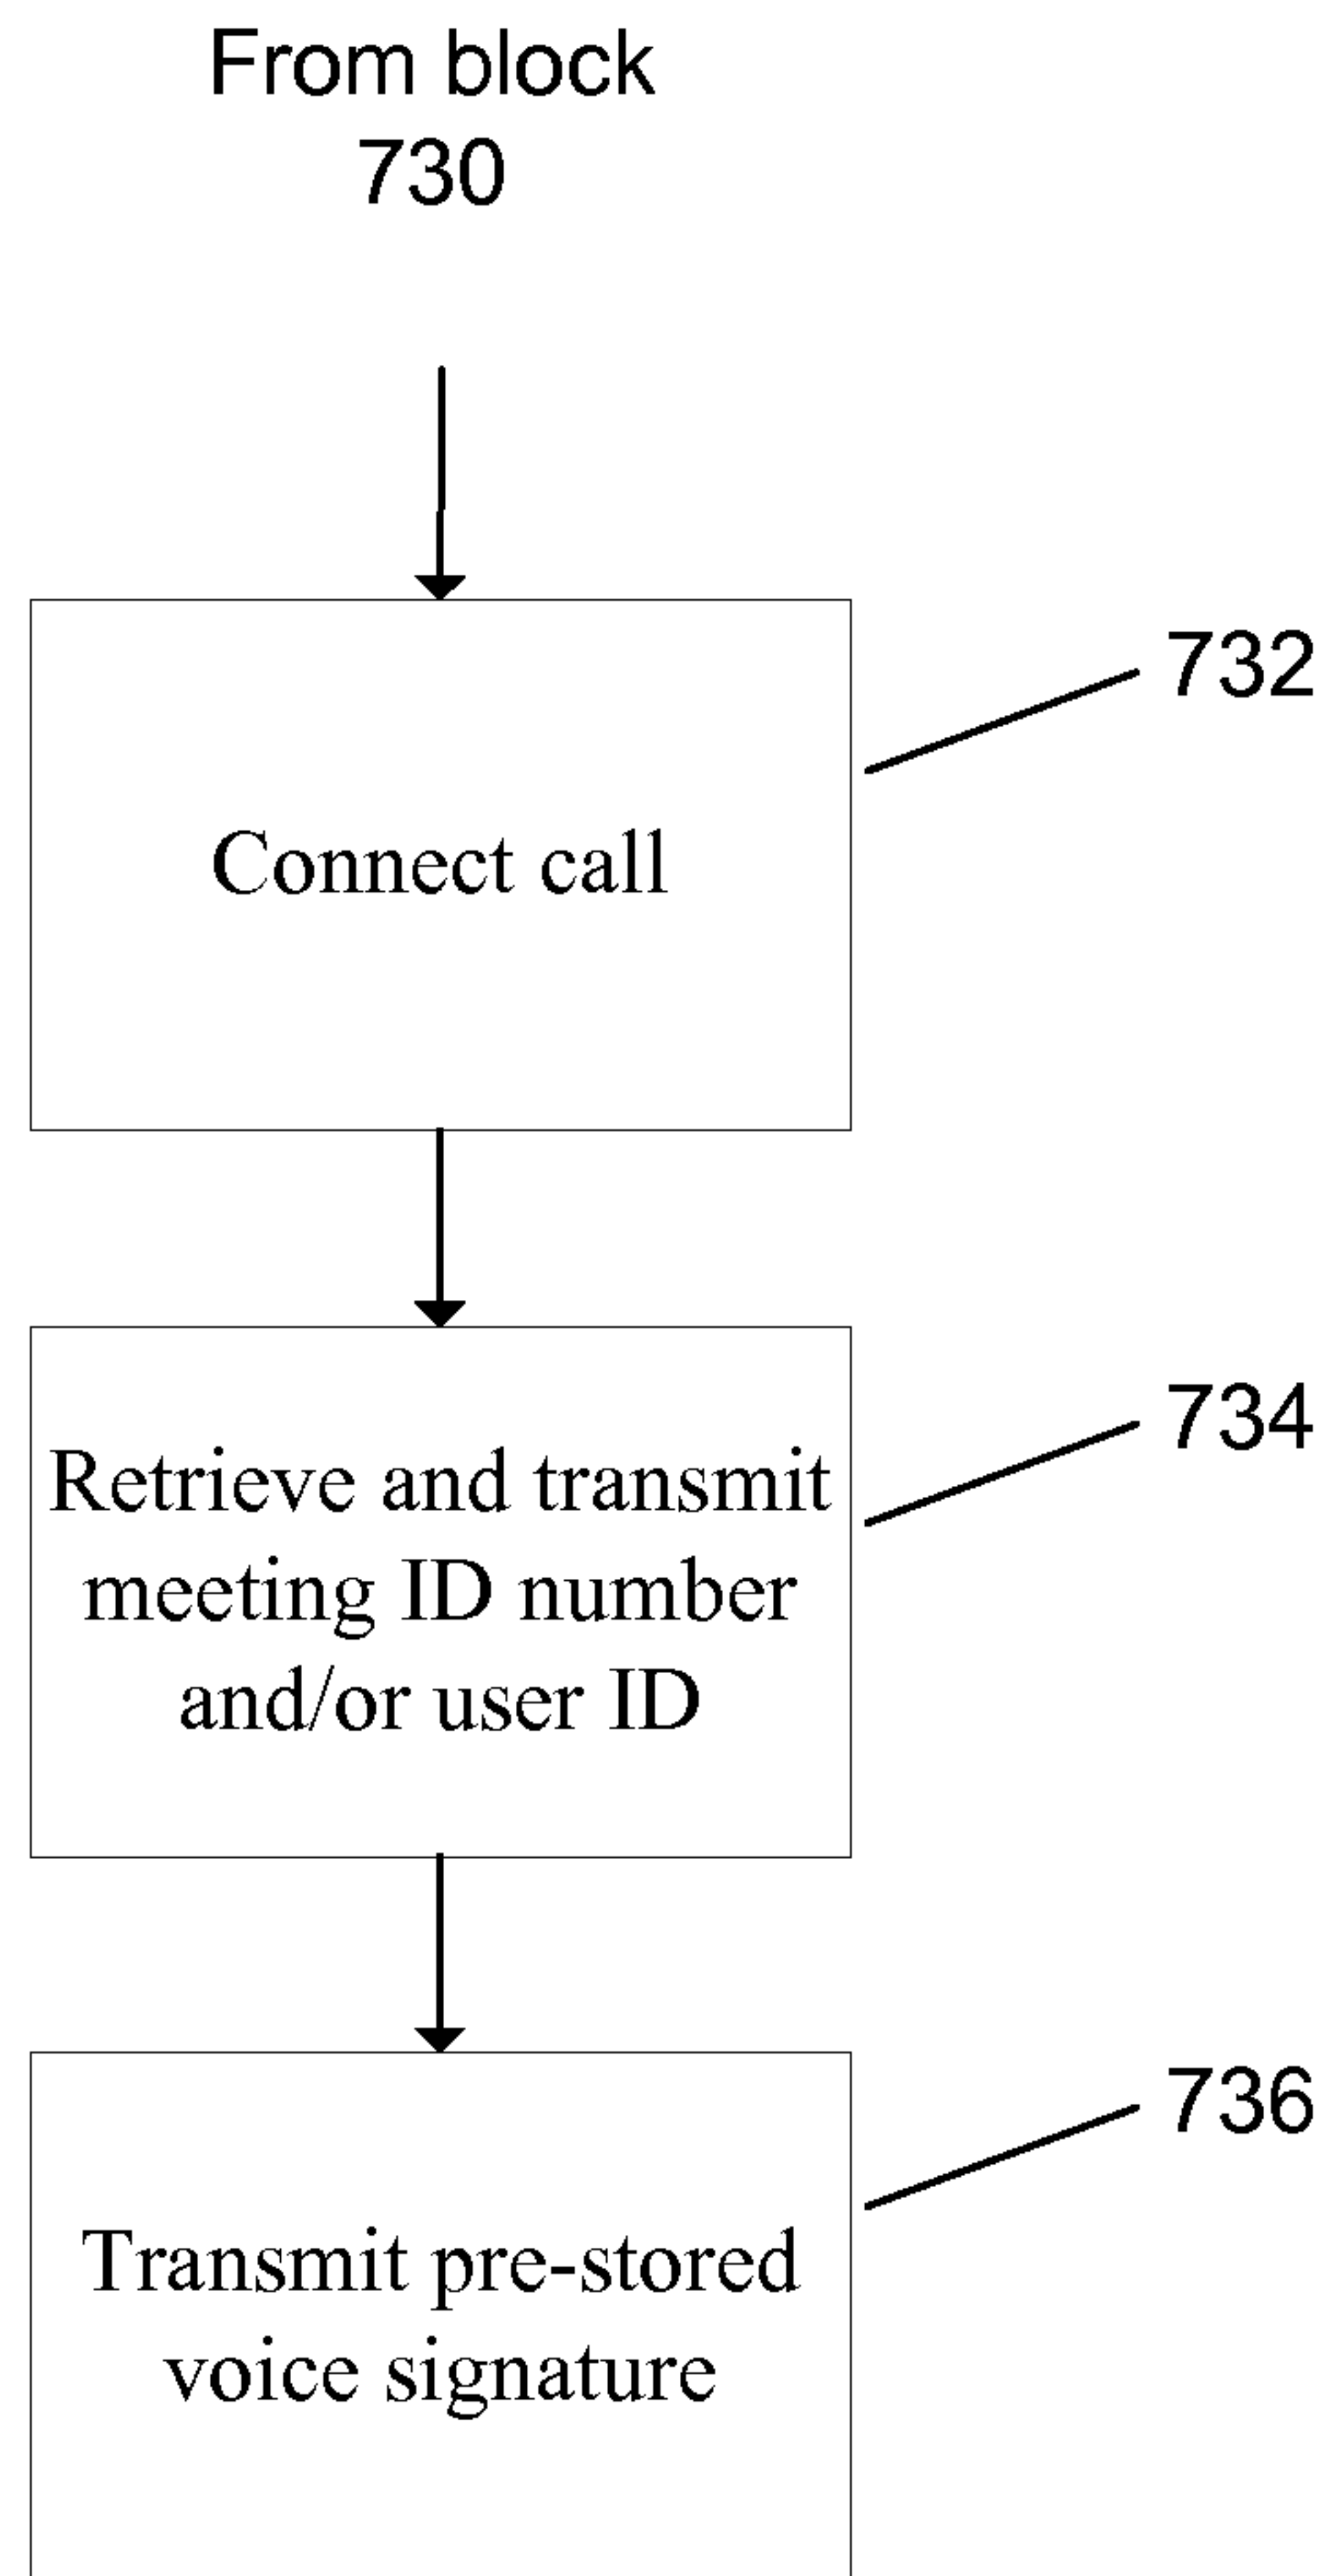 From block
730
732
Connect call
734
Retrieve and transmit
meeting ID number
and/or user ID
736
Transmit pre-stored
voice signature